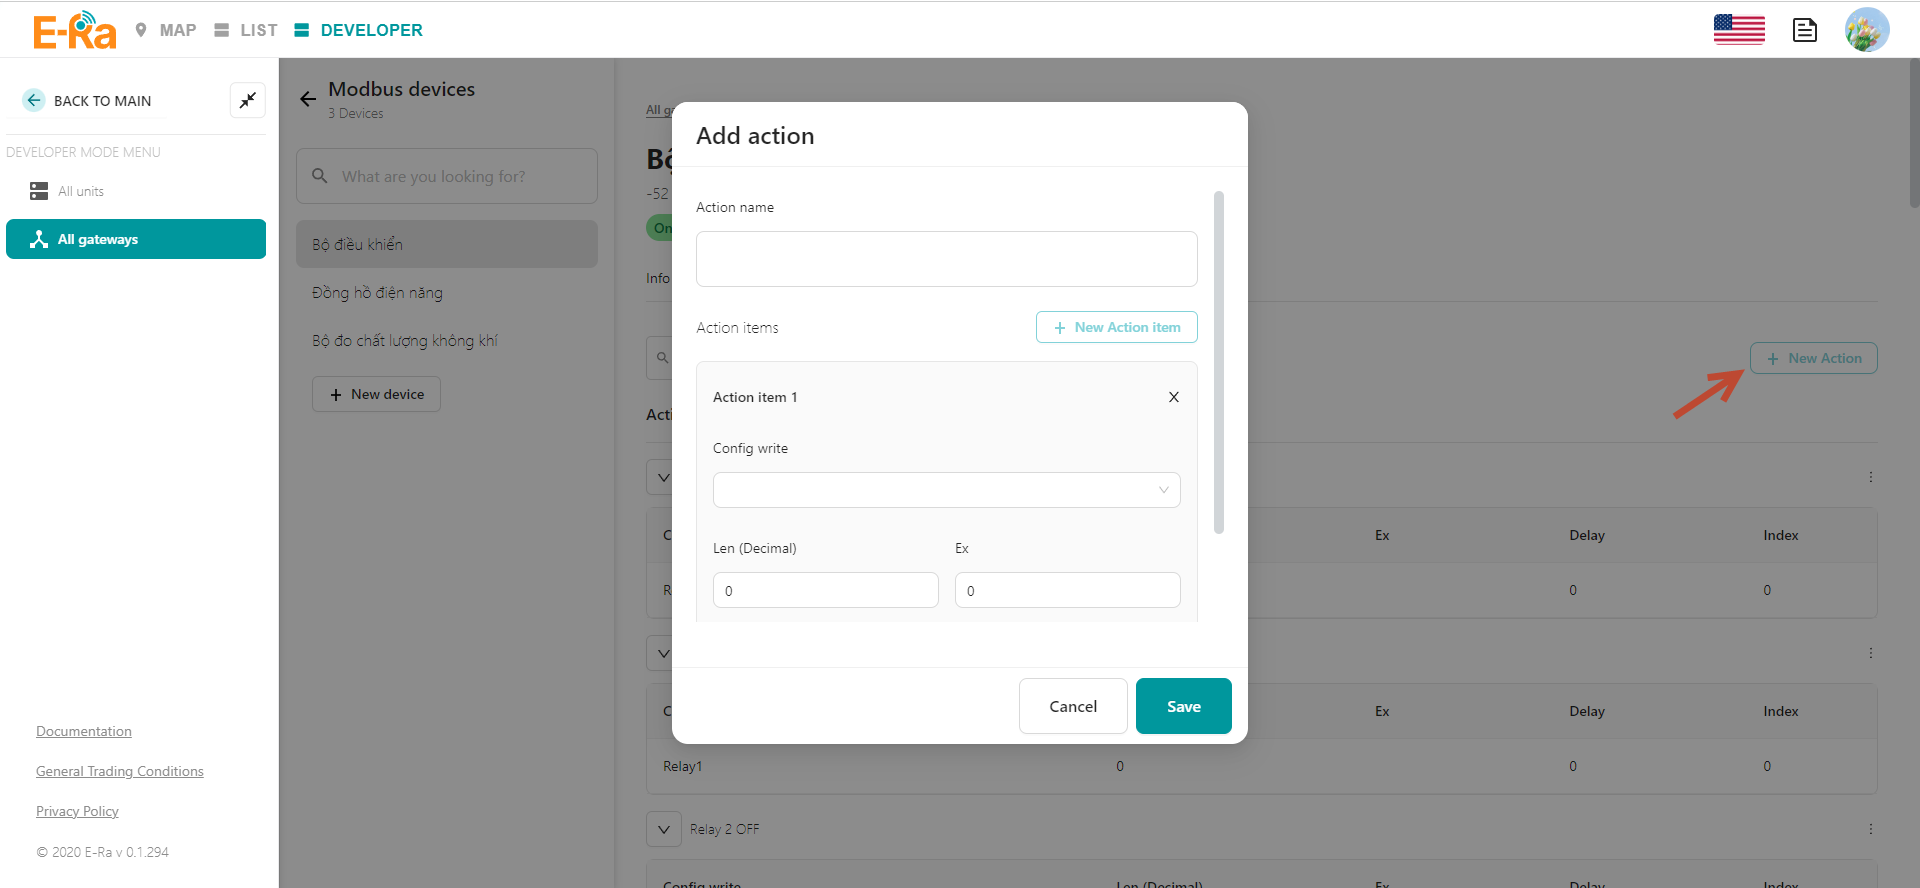 E-Ra
MAP
LIST
DEVELOPER
BACK TO MAIN
DEVELOPER MODE MENU
All units
All gateways
Documentation
General Trading Conditions
Privacy Policy
© 2020 E-Ra v 0.1.294
Modbus devices
3 Devices
What are you looking for?
Bộ điều khiển
Đồng hồ điện năng
Bộ đo chất lượng không khí
+ New device
All g
Bộ
-52
On
Info
+ New Action
Acti
C Ex Delay Index
R 0 0
C Ex Delay Index
Relay1 0 0 0
Relay 2 OFF
Config write Len (Decimal) Ex Delay Index
Add action
Action name
Action items
+ New Action item
Action item 1
X
Config write
Len (Decimal) Ex
0 0
Cancel Save